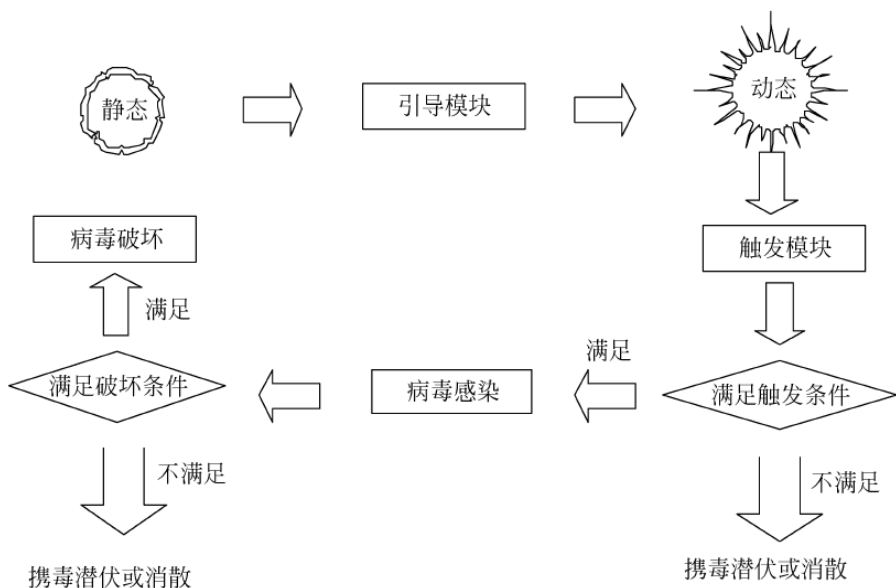 静态
引导模块
动态
病毒破坏
触发模块
满足
满足
满足破坏条件
病毒感染
满足触发条件
不满足
不满足
携毒潜伏或消散
携毒潜伏或消散